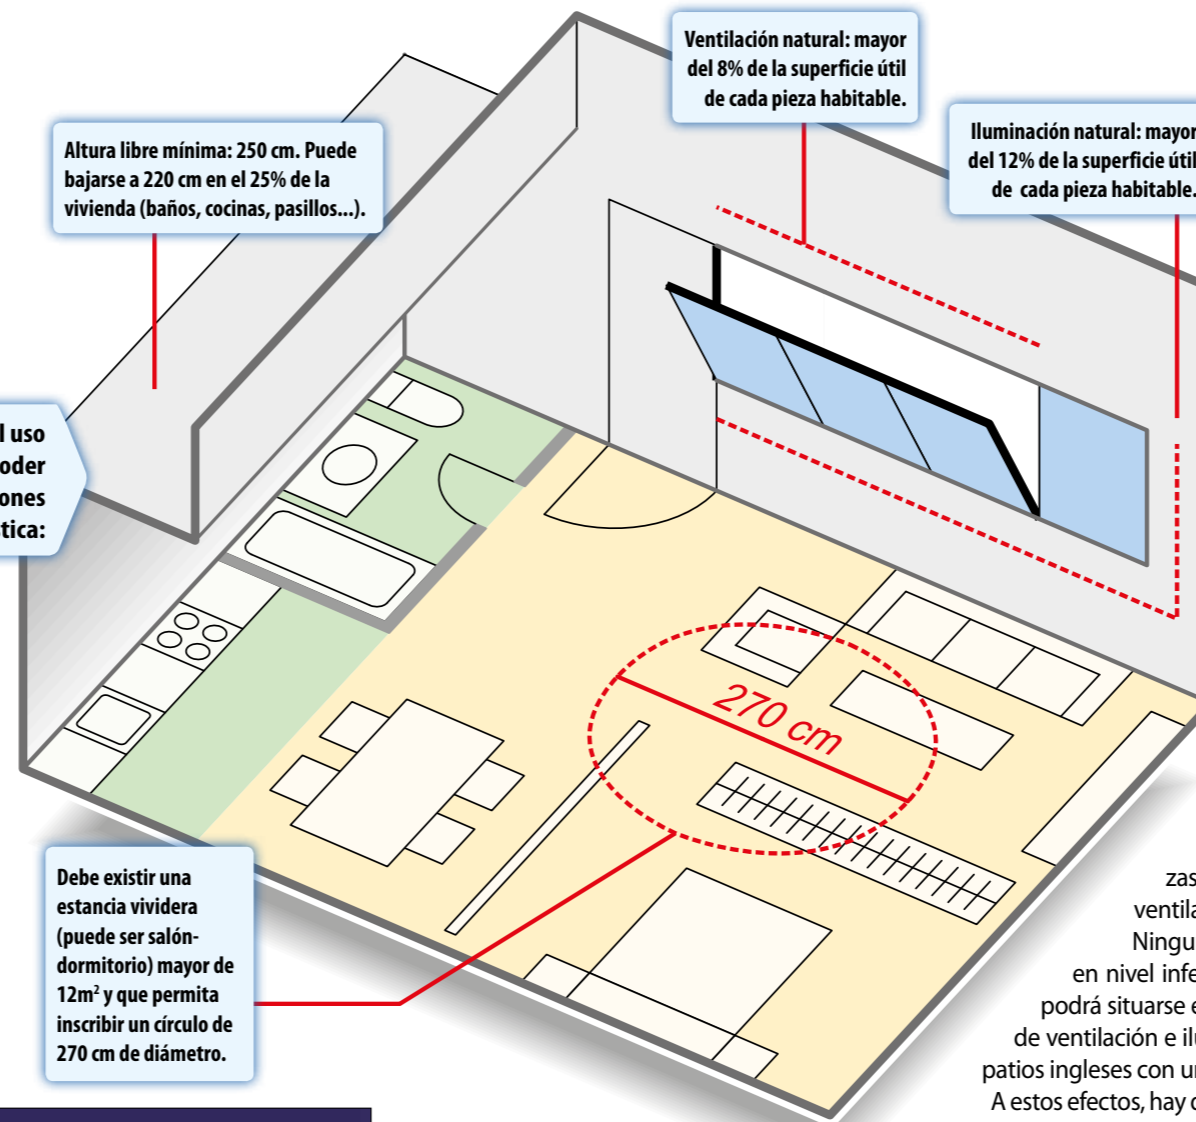 Ventilación natural: mayor
del 8% de la superficie útil
de cada pieza habitable.
Iluminación natural: mayor
del 12% de la superficie útil
de cada pieza habitable.
Altura libre mínima: 250 cm. Puede
bajarse a 220 cm en el 25% de la
vivienda (baños, cocinas, pasillos...).
l uso
oder
ones
tica:
270 cm
Debe existir una
estancia vividera
(puede ser salón-
dormitorio) mayor de
12m² y que permita
inscribir un círculo de
270 cm de diámetro.
zas
ventila
Ningu
en nivel infe
podrá situarse e
de ventilación e ilu
patios ingleses con un
A estos efectos, hay q